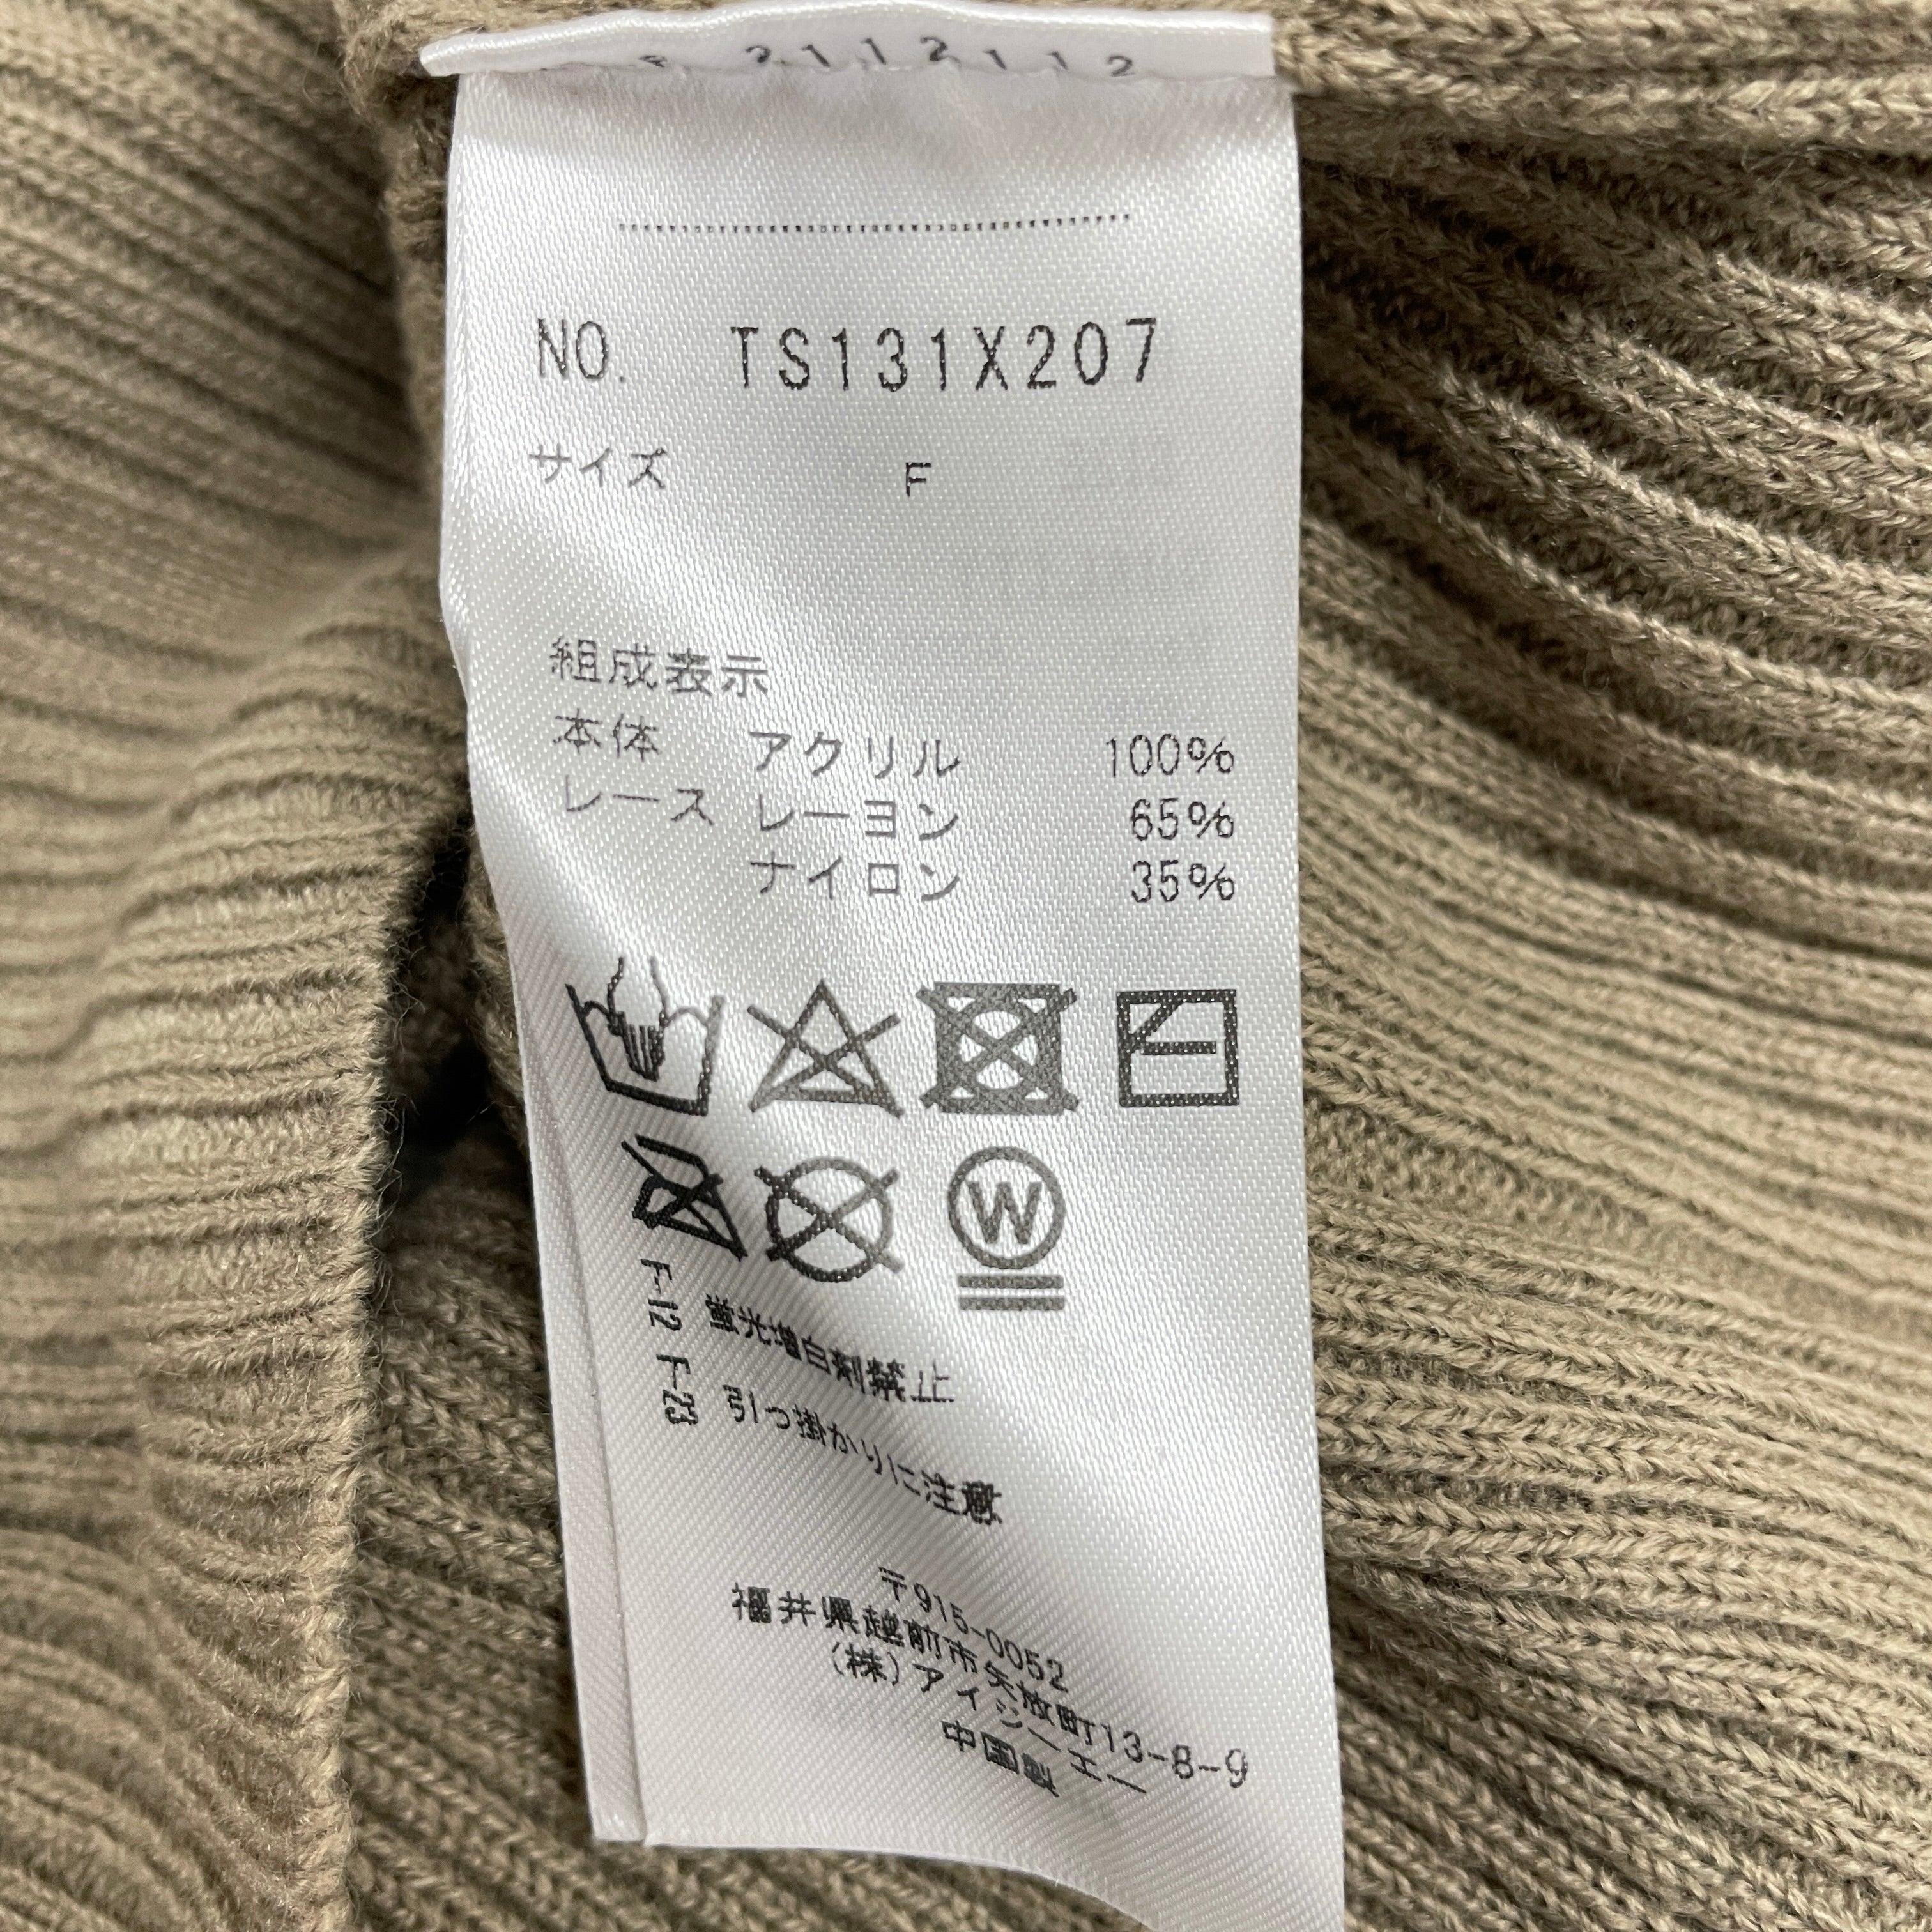 2112112
NO. TS131X207
サイズ F
組成表示
本体 アクリル 100%
レース レーヨン 65%
ナイロン 35%
W
F-12 蛍光増白剤禁止
F-23 引っ掛かりに注意
〒915-0052
福井県越前市矢放町13-8-9
(株)アイジーエー
中国製